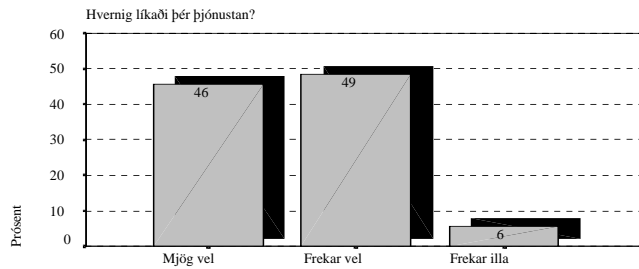 Hvernig líkaði þér þjónustan?
60
50
40
30
20
10
0
Prósent
46
49
6
Mjög vel
Frekar vel
Frekar illa